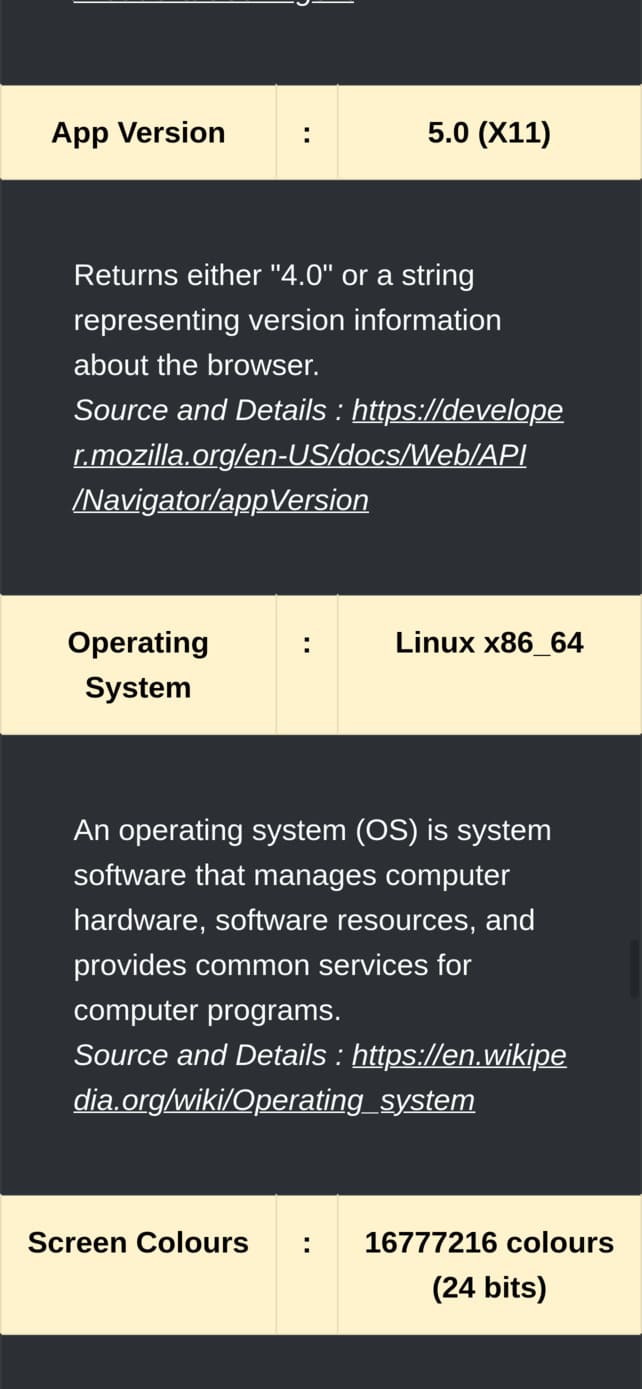 App Version : 5.0 (X11)
Returns either "4.0" or a string
representing version information
about the browser.
Source and Details : https://develope
r.mozilla.org/en-US/docs/Web/API
/Navigator/appVersion
Operating : Linux x86_64
System
An operating system (OS) is system
software that manages computer
hardware, software resources, and
provides common services for
computer programs.
Source and Details : https://en.wikipe
dia.org/wiki/Operating_system
Screen Colours : 16777216 colours
(24 bits)